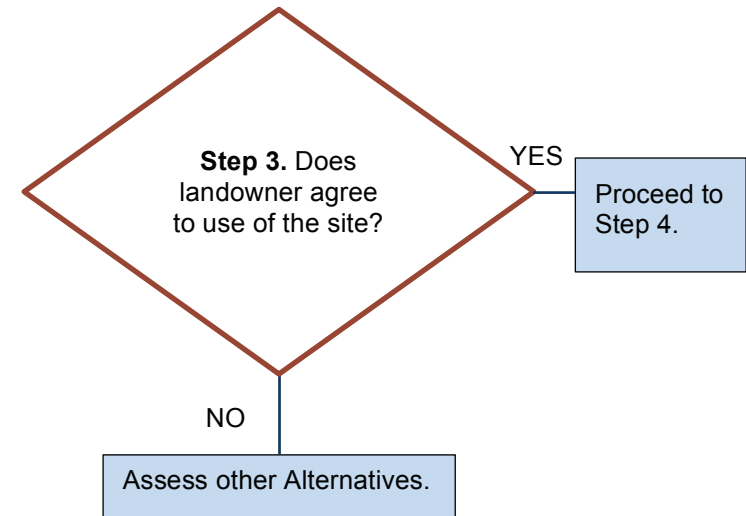 Step 3. Does
landowner agree
to use of the site?
YES
Proceed to
Step 4.
NO
Assess other Alternatives.